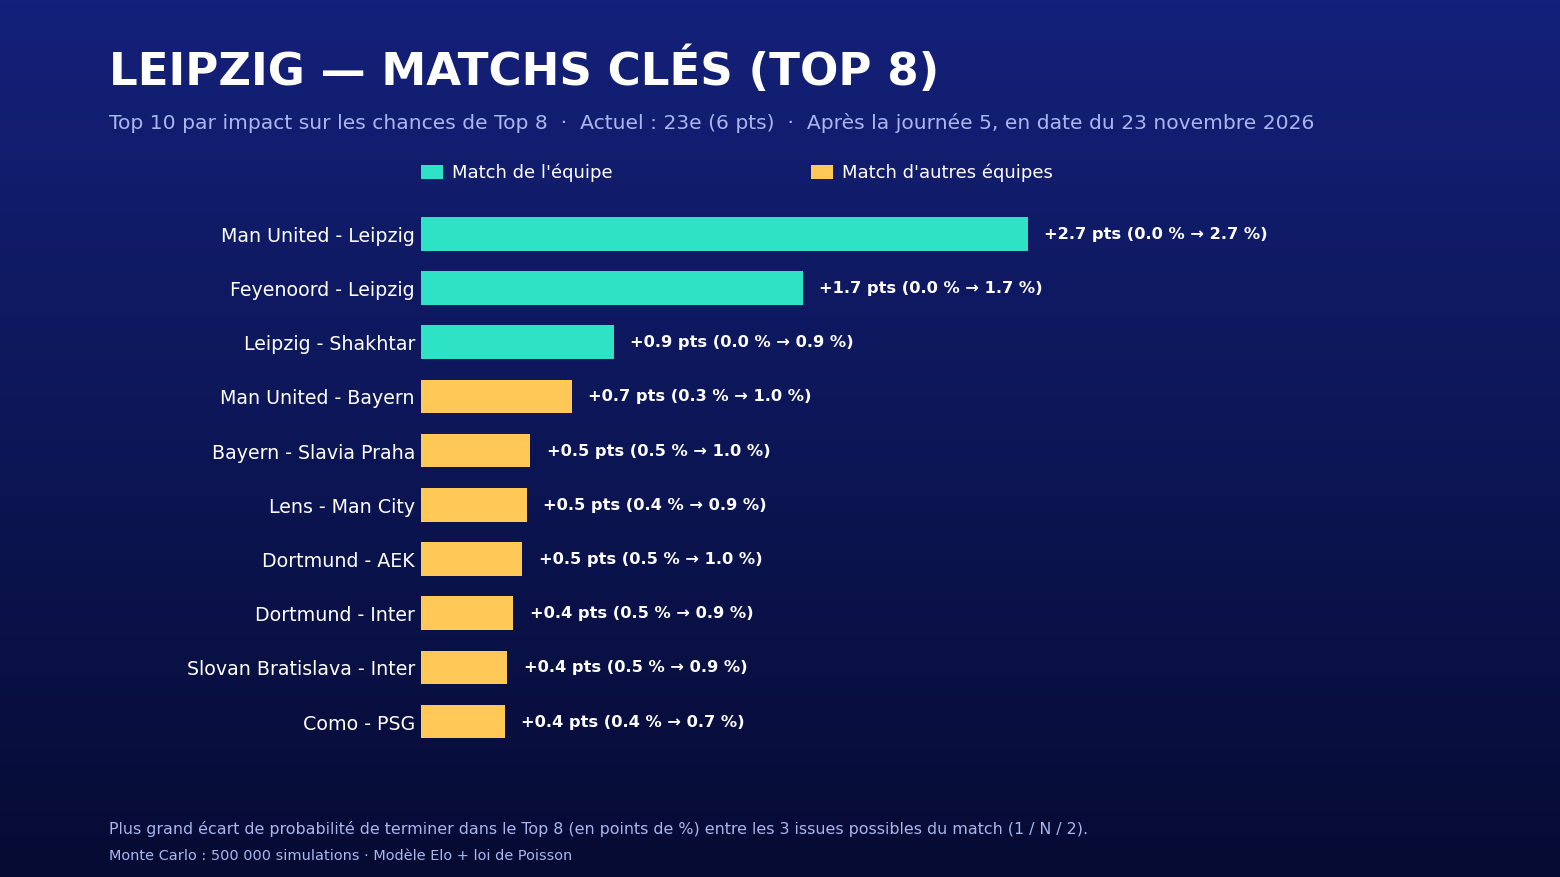 LEIPZIG — MATCHS CLÉS (TOP 8)
Top 10 par impact sur les chances de Top 8 · Actuel : 23e (6 pts) · Après la journée 5, en date du 23 novembre 2026
Match de l'équipe
Match d'autres équipes
Man United - Leipzig +2.7 pts (0.0 % → 2.7 %)
Feyenoord - Leipzig +1.7 pts (0.0 % → 1.7 %)
Leipzig - Shakhtar +0.9 pts (0.0 % → 0.9 %)
Man United - Bayern +0.7 pts (0.3 % → 1.0 %)
Bayern - Slavia Praha +0.5 pts (0.5 % → 1.0 %)
Lens - Man City +0.5 pts (0.4 % → 0.9 %)
Dortmund - AEK +0.5 pts (0.5 % → 1.0 %)
Dortmund - Inter +0.4 pts (0.5 % → 0.9 %)
Slovan Bratislava - Inter +0.4 pts (0.5 % → 0.9 %)
Como - PSG +0.4 pts (0.4 % → 0.7 %)
Plus grand écart de probabilité de terminer dans le Top 8 (en points de %) entre les 3 issues possibles du match (1 / N / 2).
Monte Carlo : 500 000 simulations · Modèle Elo + loi de Poisson